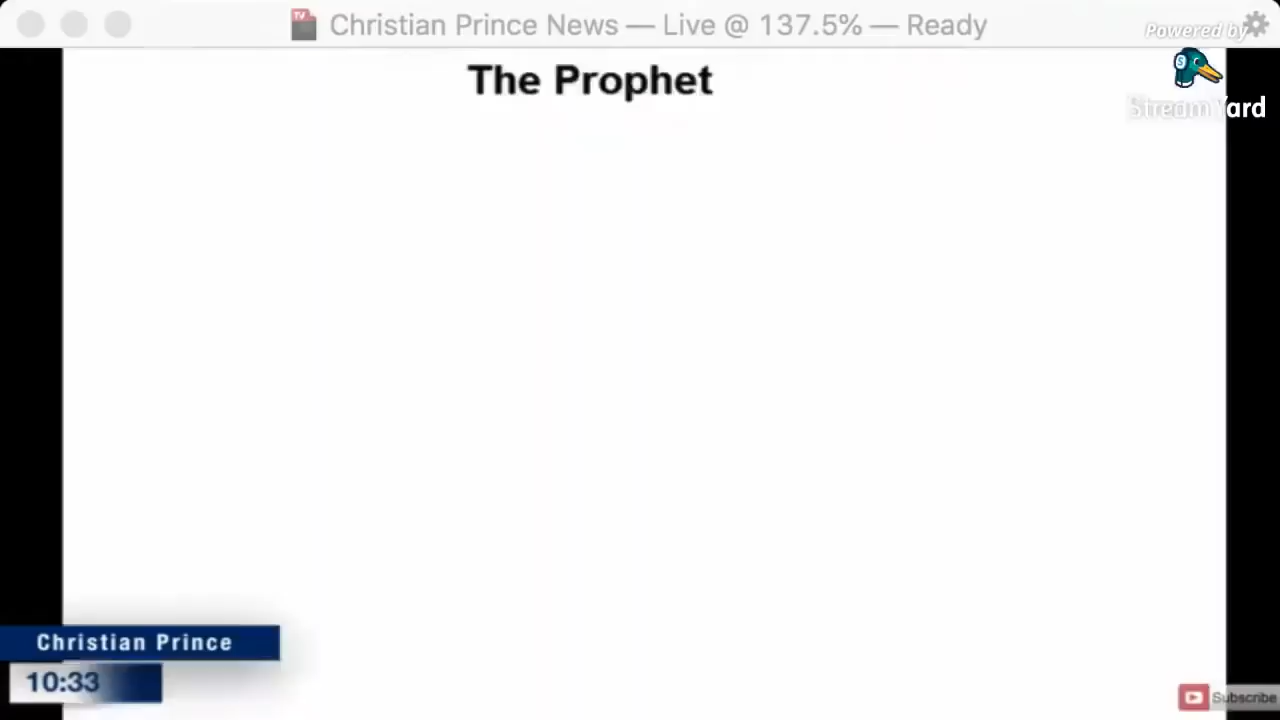 Christian Prince News — Live @ 137.5% — Ready
Powered by
StreamYard
The Prophet
Christian Prince
10:33
Subscribe